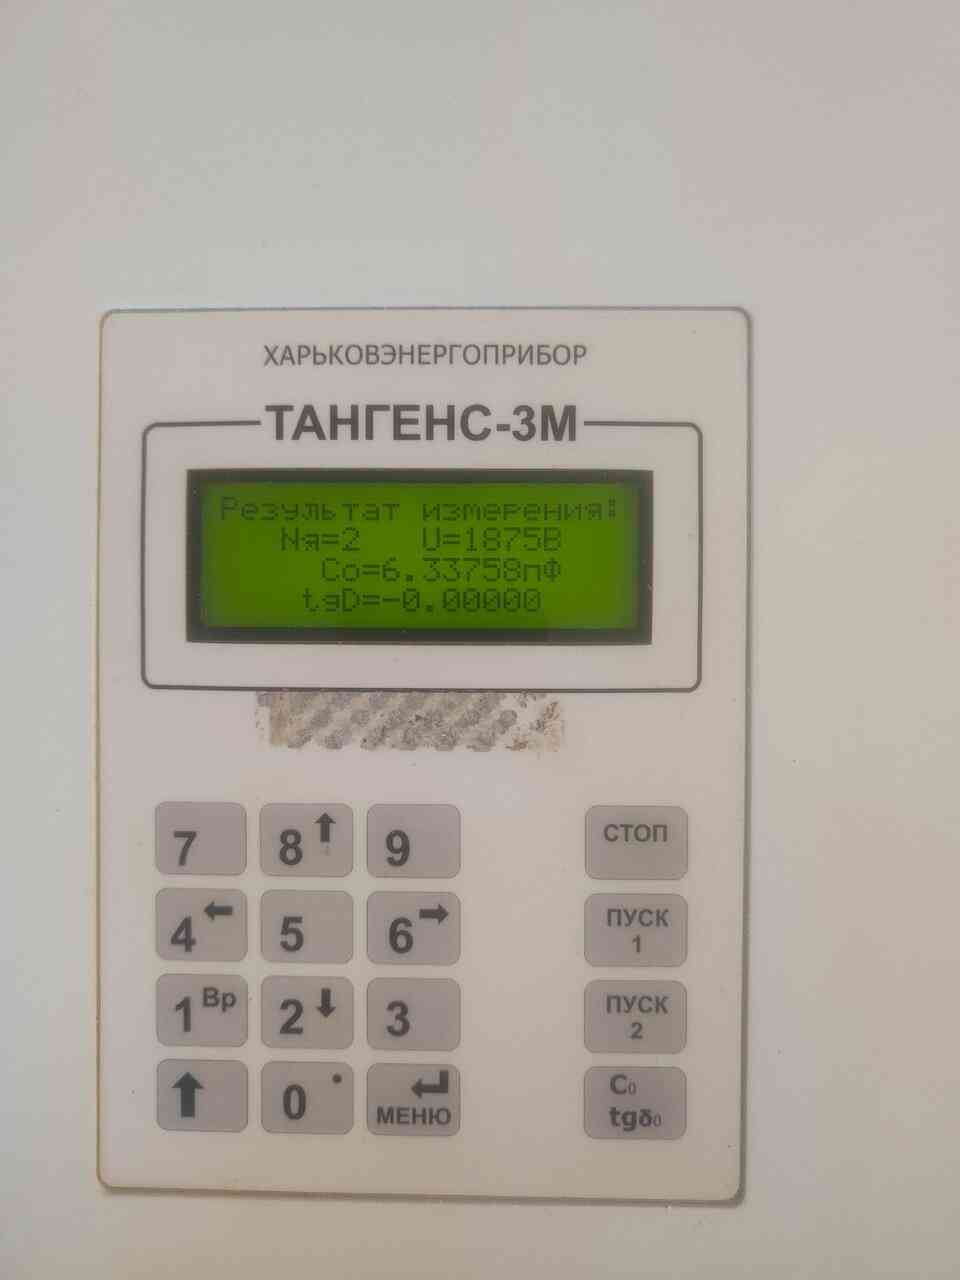 ХАРЬКОВЭНЕРГОПРИБОР
ТАНГЕНС-3М
Результат измерения:
Nя=2 U=1875В
Co=6.33758пФ
tgD=-0.00000
7 8 9 СТОП
4 5 6 ПУСК 1
1 Вр 2 3 ПУСК 2
0 . МЕНЮ C₀ tgδ₀